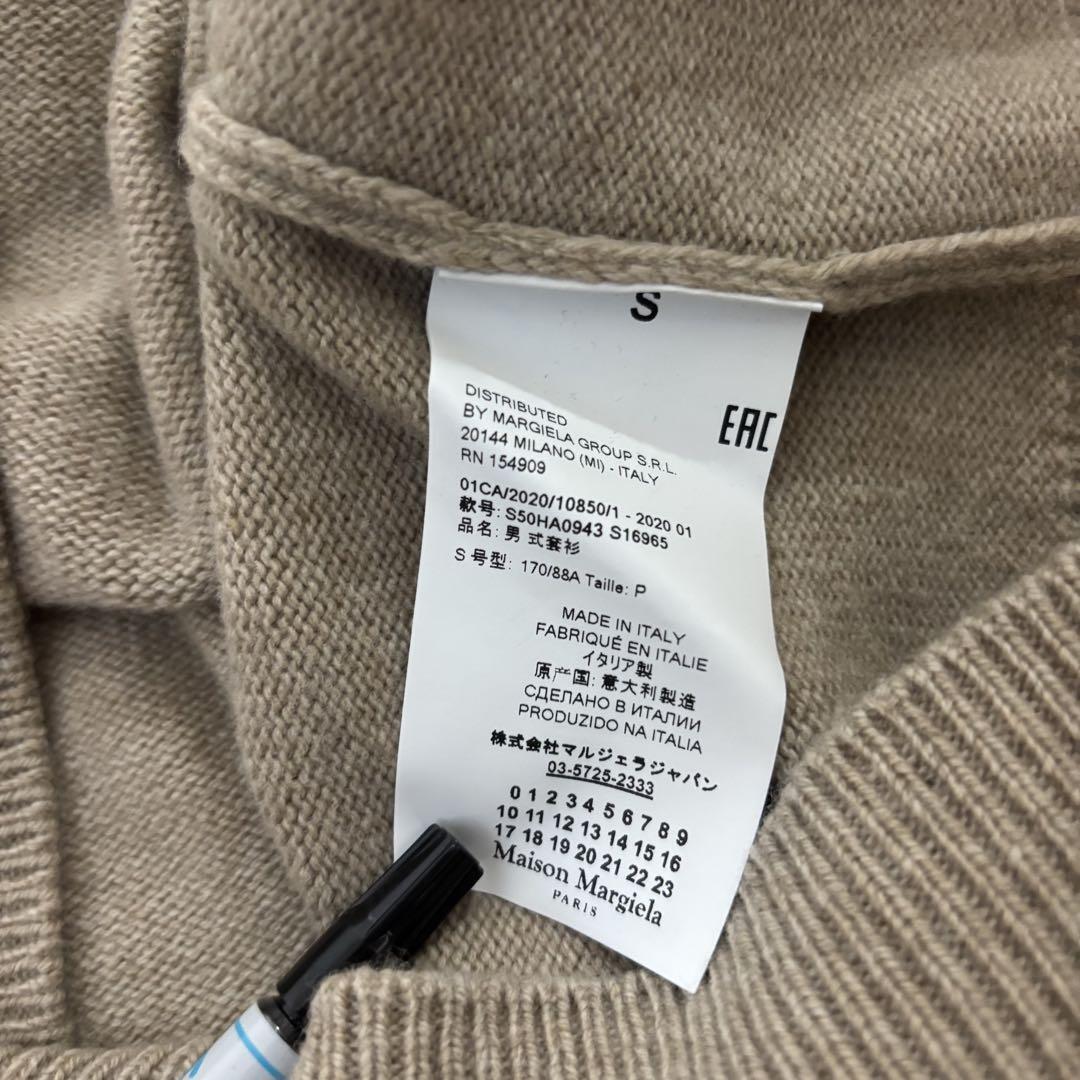 S
EAC
DISTRIBUTED
BY MARGIELA GROUP S.R.L.
20144 MILANO (MI) - ITALY
RN 154909
01CA/2020/10850/1 - 2020 01
款号: S50HA0943 S16965
品名: 男 式套衫
S 号型: 170/88A Taille: P
MADE IN ITALY
FABRIQUÉ EN ITALIE
イタリア製
原产国: 意大利製造
СДЕЛАНО В ИТАЛИИ
PRODUZIDO NA ITALIA
株式会社マルジェラジャパン
03-5725-2333
0 1 2 3 4 5 6 7 8 9
10 11 12 13 14 15 16
17 18 19 20 21 22 23
Maison Margiela
PARIS